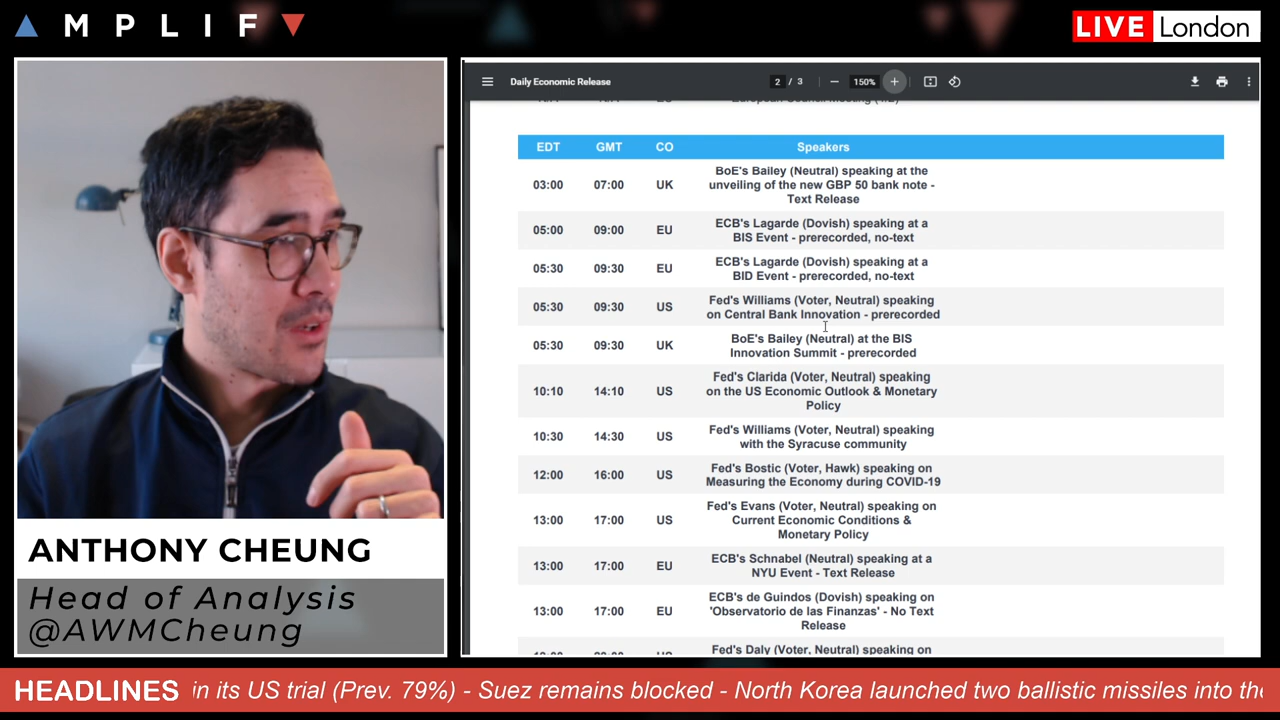 AMPLIFY
LIVE London
Daily Economic Release
2 / 3
150%
EDT GMT CO Speakers
03:00 07:00 UK BoE's Bailey (Neutral) speaking at the
unveiling of the new GBP 50 bank note -
Text Release
05:00 09:00 EU ECB's Lagarde (Dovish) speaking at a
BIS Event - prerecorded, no-text
05:30 09:30 EU ECB's Lagarde (Dovish) speaking at a
BID Event - prerecorded, no-text
05:30 09:30 US Fed's Williams (Voter, Neutral) speaking
on Central Bank Innovation - prerecorded
05:30 09:30 UK BoE's Bailey (Neutral) at the BIS
Innovation Summit - prerecorded
10:10 14:10 US Fed's Clarida (Voter, Neutral) speaking
on the US Economic Outlook & Monetary
Policy
10:30 14:30 US Fed's Williams (Voter, Neutral) speaking
with the Syracuse community
12:00 16:00 US Fed's Bostic (Voter, Hawk) speaking on
Measuring the Economy during COVID-19
13:00 17:00 US Fed's Evans (Voter, Neutral) speaking on
Current Economic Conditions &
Monetary Policy
13:00 17:00 EU ECB's Schnabel (Neutral) speaking at a
NYU Event - Text Release
13:00 17:00 EU ECB's de Guindos (Dovish) speaking on
'Observatorio de las Finanzas' - No Text
Release
Fed's Daly (Voter, Neutral) speaking on
ANTHONY CHEUNG
Head of Analysis
@AWMCheung
HEADLINES in its US trial (Prev. 79%) - Suez remains blocked - North Korea launched two ballistic missiles into the